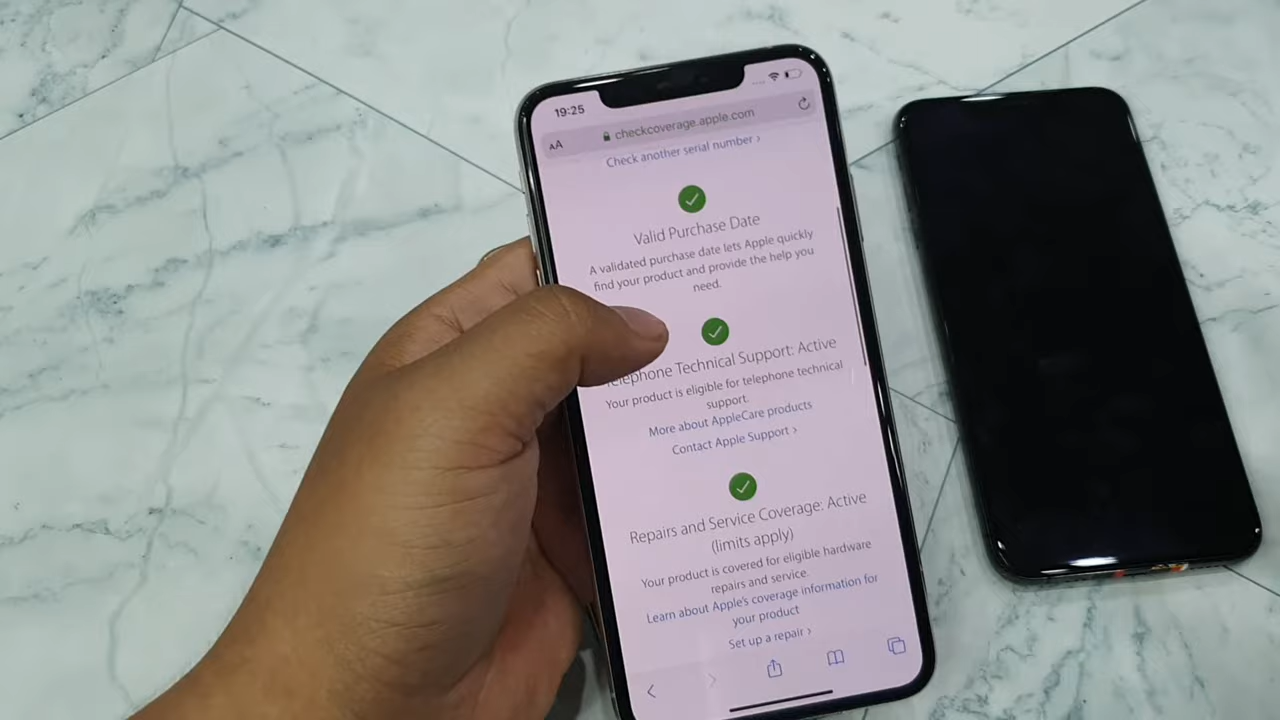 19:25
AA
checkcoverage.apple.com
Check another serial number >
Valid Purchase Date
A validated purchase date lets Apple quickly
find your product and provide the help you
need.
Telephone Technical Support: Active
Your product is eligible for telephone technical
support.
More about AppleCare products
Contact Apple Support >
Repairs and Service Coverage: Active
(limits apply)
Your product is covered for eligible hardware
repairs and service.
Learn about Apple's coverage information for
your product
Set up a repair >